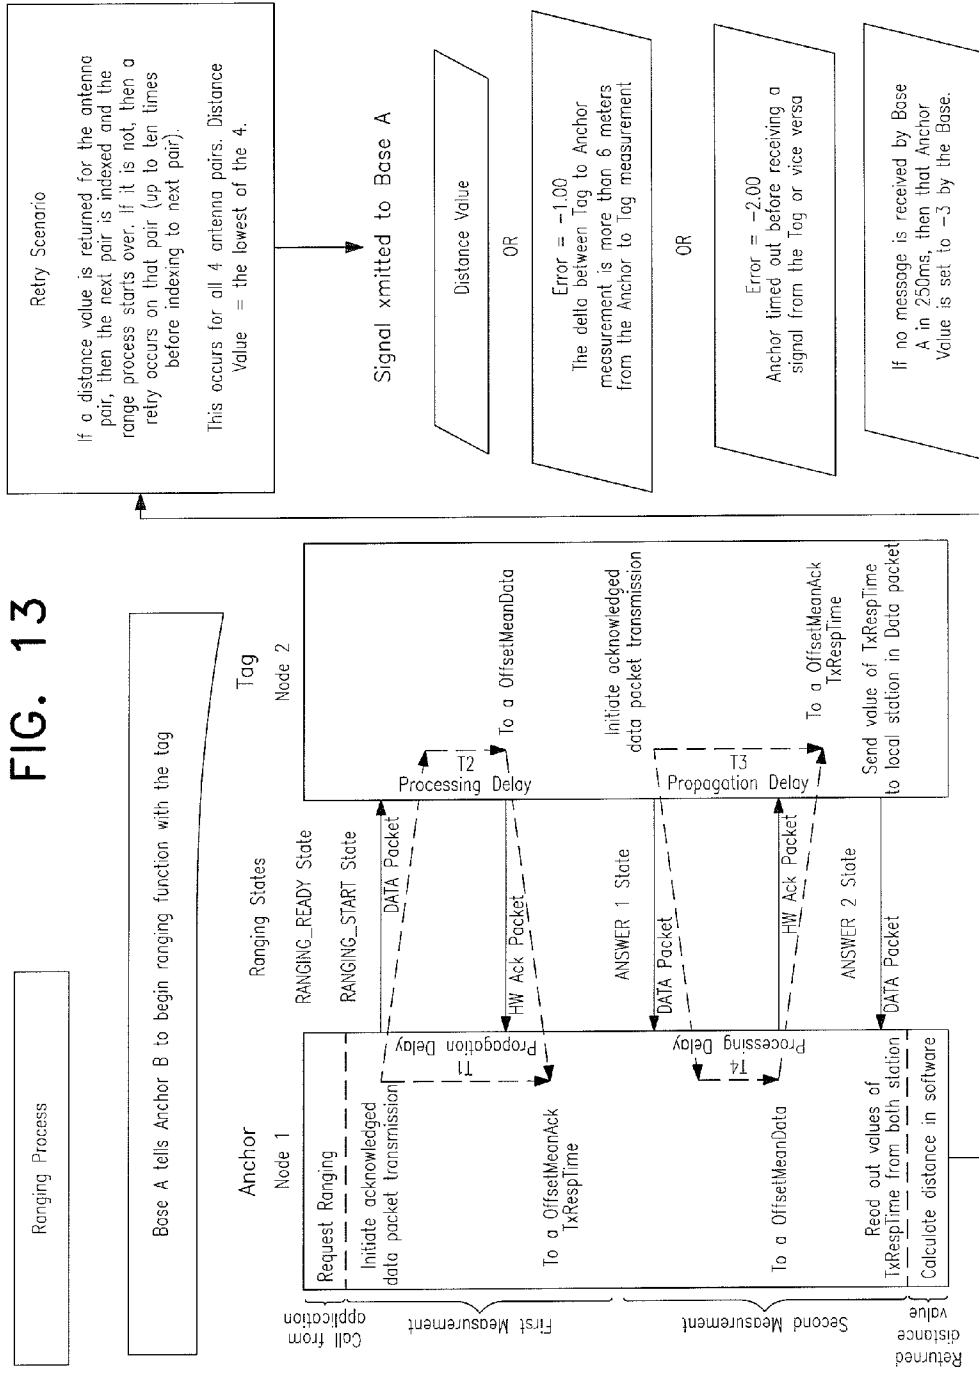 FIG. 13
Ranging Process
Base A tells Anchor B to begin ranging function with the tag
Anchor
Node 1
Ranging States
Tag
Node 2
Call from
application
First Measurement
Second Measurement
Returned
distance
value
Request Ranging
Initiate acknowledged
data packet transmission
T1
Propagation Delay
To a OffsetMeanAck
TxRespTime
To a OffsetMeanData
T4
Processing Delay
Read out values of
TxRespTime from both station
Calculate distance in software
RANGING_READY State
RANGING_START State
DATA Packet
HW Ack Packet
ANSWER 1 State
DATA Packet
HW Ack Packet
ANSWER 2 State
DATA Packet
T2
Processing Delay
To a OffsetMeanData
Initiate acknowledged
data packet transmission
T3
Propagation Delay
To a OffsetMeanAck
TxRespTime
Send value of TxRespTime
to local station in Data packet
Retry Scenario
If a distance value is returned for the antenna
pair, then the next pair is indexed and the
range process starts over. If it is not, then a
retry occurs on that pair (up to ten times
before indexing to next pair).
This occurs for all 4 antenna pairs. Distance
Value = the lowest of the 4.
Signal xmitted to Base A
Distance Value
OR
Error = -1.00
The delta between Tag to Anchor
measurement is more than 6 meters
from the Anchor to Tag measurement
OR
Error = -2.00
Anchor timed out before receiving a
signal from the Tag or vice versa
If no message is received by Base
A in 250ms, then that Anchor
Value is set to -3 by the Base.